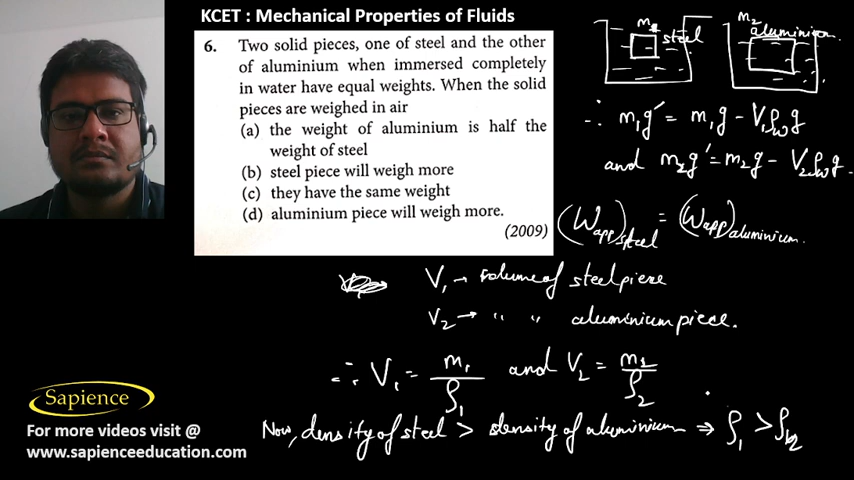 KCET : Mechanical Properties of Fluids
6. Two solid pieces, one of steel and the other
of aluminium when immersed completely
in water have equal weights. When the solid
pieces are weighed in air
(a) the weight of aluminium is half the
weight of steel
(b) steel piece will weigh more
(c) they have the same weight
(d) aluminium piece will weigh more.
(2009)
m₁ steel
m₂ aluminium
∴ m₁g' = m₁g - V₁ρwg
and m₂g' = m₂g - V₂ρwg.
(Wapp)steel = (Wapp)aluminium.
V₁ → volume of steel piece
V₂ → " " aluminium piece.
∴ V₁ = m₁/ρ₁ and V₂ = m₂/ρ₂
Now, density of steel > density of aluminium ⇒ ρ₁ > ρ₂
Sapience
For more videos visit @
www.sapienceeducation.com